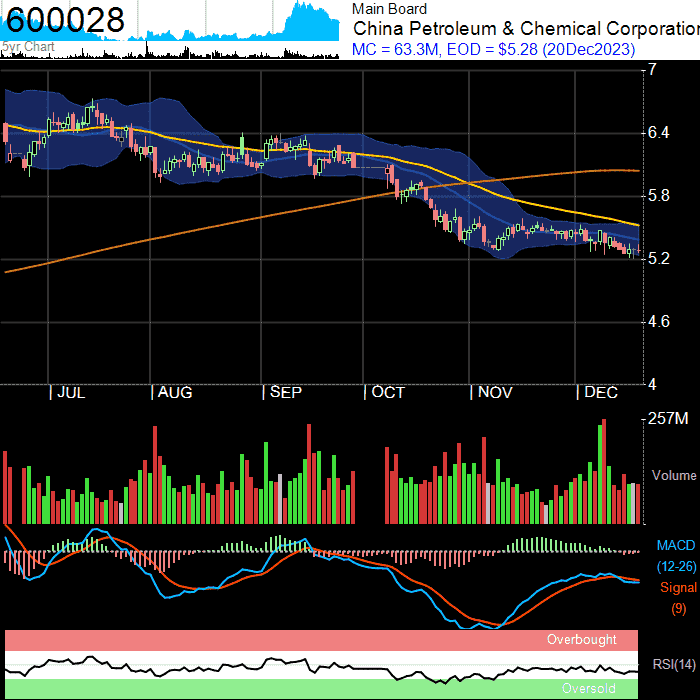 600028
5yr Chart
Main Board
China Petroleum & Chemical Corporation
MC = 63.3M, EOD = $5.28 (20Dec2023)
7
6.4
5.8
5.2
4.6
4
JUL
AUG
SEP
OCT
NOV
DEC
257M
Volume
MACD
(12-26)
Signal
(9)
Overbought
RSI(14)
Oversold